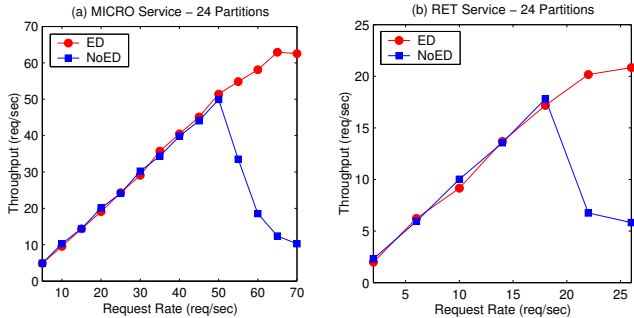 (a) MICRO Service − 24 Partitions
ED
NoED
70
60
50
40
30
20
10
0
Throughput (req/sec)
10 20 30 40 50 60 70
Request Rate (req/sec)
(b) RET Service − 24 Partitions
ED
NoED
25
20
15
10
5
0
Throughput (req/sec)
5 10 15 20 25
Request Rate (req/sec)